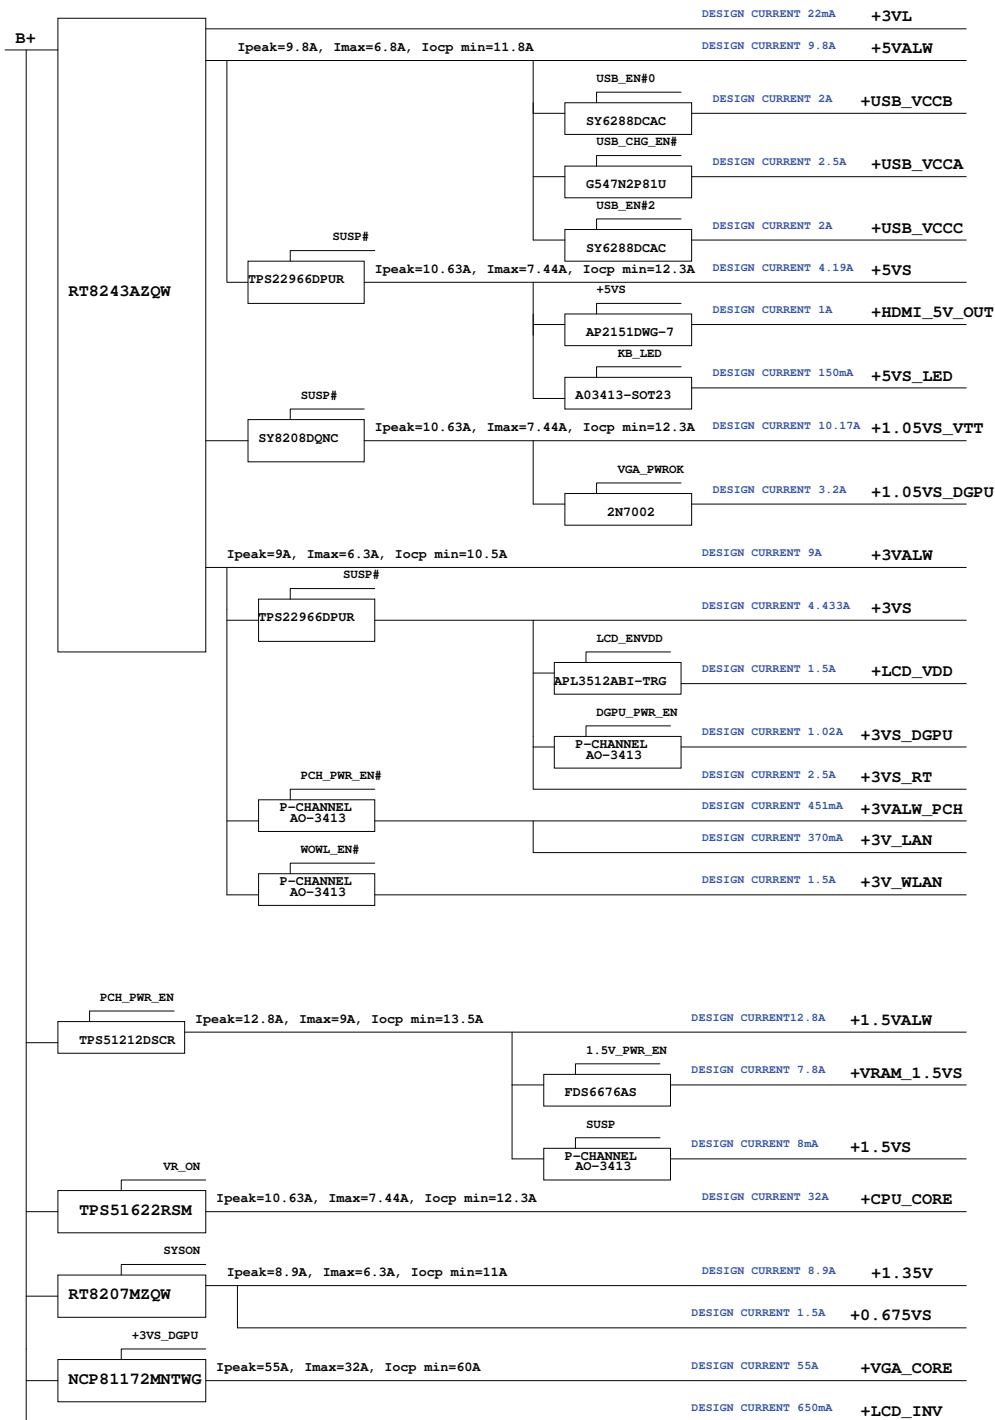 DESIGN CURRENT 22mA +3VL
B+
Ipeak=9.8A, Imax=6.8A, Iocp min=11.8A DESIGN CURRENT 9.8A +5VALW
USB_EN#0
DESIGN CURRENT 2A +USB_VCCB
SY6288DCAC
USB_CHG_EN#
DESIGN CURRENT 2.5A +USB_VCCA
G547N2P81U
USB_EN#2
DESIGN CURRENT 2A +USB_VCCC
SUSP#
SY6288DCAC
Ipeak=10.63A, Imax=7.44A, Iocp min=12.3A DESIGN CURRENT 4.19A +5VS
TPS22966DPUR
RT8243AZQW
+5VS
DESIGN CURRENT 1A +HDMI_5V_OUT
AP2151DWG-7
KB_LED
DESIGN CURRENT 150mA +5VS_LED
A03413-SOT23
SUSP#
Ipeak=10.63A, Imax=7.44A, Iocp min=12.3A DESIGN CURRENT 10.17A +1.05VS_VTT
SY8208DQNC
VGA_PWROK
DESIGN CURRENT 3.2A +1.05VS_DGPU
2N7002
Ipeak=9A, Imax=6.3A, Iocp min=10.5A DESIGN CURRENT 9A +3VALW
SUSP#
DESIGN CURRENT 4.433A +3VS
TPS22966DPUR
LCD_ENVDD
DESIGN CURRENT 1.5A +LCD_VDD
APL3512ABI-TRG
DGPU_PWR_EN
DESIGN CURRENT 1.02A +3VS_DGPU
P-CHANNEL
AO-3413
PCH_PWR_EN#
DESIGN CURRENT 2.5A +3VS_RT
P-CHANNEL
AO-3413
DESIGN CURRENT 451mA +3VALW_PCH
DESIGN CURRENT 370mA +3V_LAN
WOWL_EN#
P-CHANNEL
AO-3413
DESIGN CURRENT 1.5A +3V_WLAN
PCH_PWR_EN
Ipeak=12.8A, Imax=9A, Iocp min=13.5A DESIGN CURRENT12.8A +1.5VALW
TPS51212DSCR
1.5V_PWR_EN
DESIGN CURRENT 7.8A +VRAM_1.5VS
FDS6676AS
SUSP
DESIGN CURRENT 8mA +1.5VS
P-CHANNEL
AO-3413
VR_ON
Ipeak=10.63A, Imax=7.44A, Iocp min=12.3A DESIGN CURRENT 32A +CPU_CORE
TPS51622RSM
SYSON
Ipeak=8.9A, Imax=6.3A, Iocp min=11A DESIGN CURRENT 8.9A +1.35V
RT8207MZQW
DESIGN CURRENT 1.5A +0.675VS
+3VS_DGPU
Ipeak=55A, Imax=32A, Iocp min=60A DESIGN CURRENT 55A +VGA_CORE
NCP81172MNTWG
DESIGN CURRENT 650mA +LCD_INV